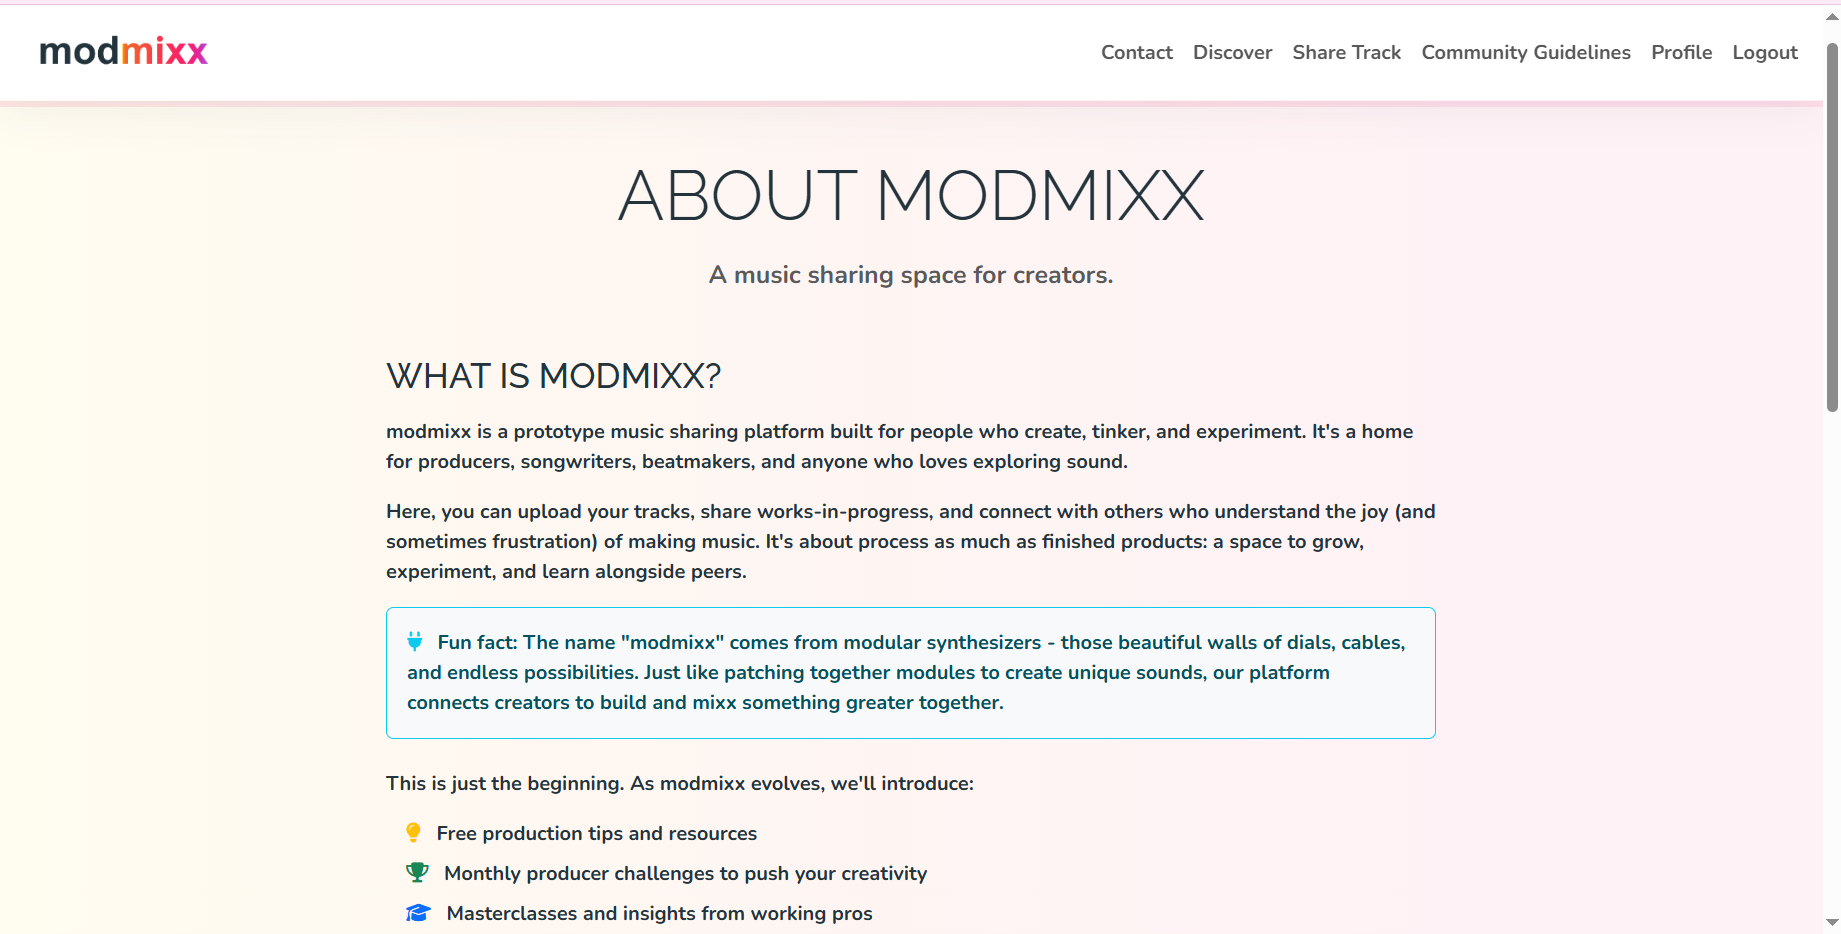 modmixx
Contact Discover Share Track Community Guidelines Profile Logout
ABOUT MODMIXX
A music sharing space for creators.
WHAT IS MODMIXX?
modmixx is a prototype music sharing platform built for people who create, tinker, and experiment. It's a home
for producers, songwriters, beatmakers, and anyone who loves exploring sound.
Here, you can upload your tracks, share works-in-progress, and connect with others who understand the joy (and
sometimes frustration) of making music. It's about process as much as finished products: a space to grow,
experiment, and learn alongside peers.
Fun fact: The name "modmixx" comes from modular synthesizers - those beautiful walls of dials, cables,
and endless possibilities. Just like patching together modules to create unique sounds, our platform
connects creators to build and mixx something greater together.
This is just the beginning. As modmixx evolves, we'll introduce:
Free production tips and resources
Monthly producer challenges to push your creativity
Masterclasses and insights from working pros